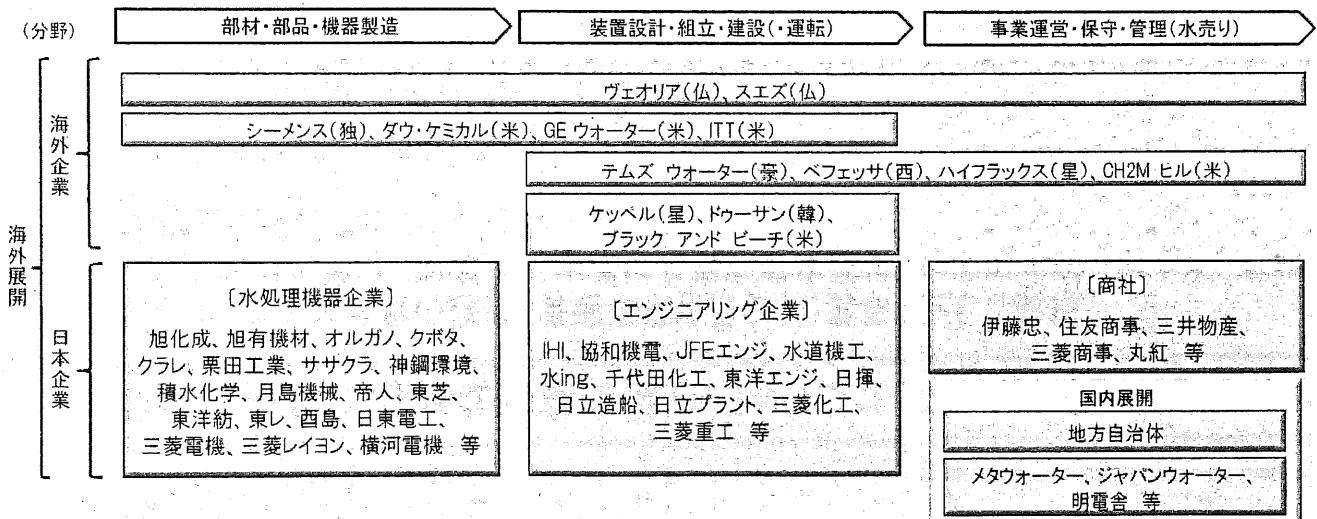 (分野)
部材・部品・機器製造
装置設計・組立・建設(・運転)
事業運営・保守・管理(水売り)
海外展開
海外企業
ヴェオリア(仏)、スエズ(仏)
シーメンス(独)、ダウ・ケミカル(米)、GE ウォーター(米)、ITT(米)
テムズ ウォーター(豪)、ベフェッサ(西)、ハイフラックス(星)、CH2M ヒル(米)
ケッペル(星)、ドゥーサン(韓)、
ブラック アンド ビーチ(米)
日本企業
〔水処理機器企業〕
旭化成、旭有機材、オルガノ、クボタ、
クラレ、栗田工業、ササクラ、神鋼環境、
積水化学、月島機械、帝人、東芝、
東洋紡、東レ、酉島、日東電工、
三菱電機、三菱レイヨン、横河電機 等
〔エンジニアリング企業〕
IHI、協和機電、JFEエンジ、水道機工、
水ing、千代田化工、東洋エンジ、日揮、
日立造船、日立プラント、三菱化工、
三菱重工 等
〔商社〕
伊藤忠、住友商事、三井物産、
三菱商事、丸紅 等
国内展開
地方自治体
メタウォーター、ジャパンウォーター、
明電舎 等